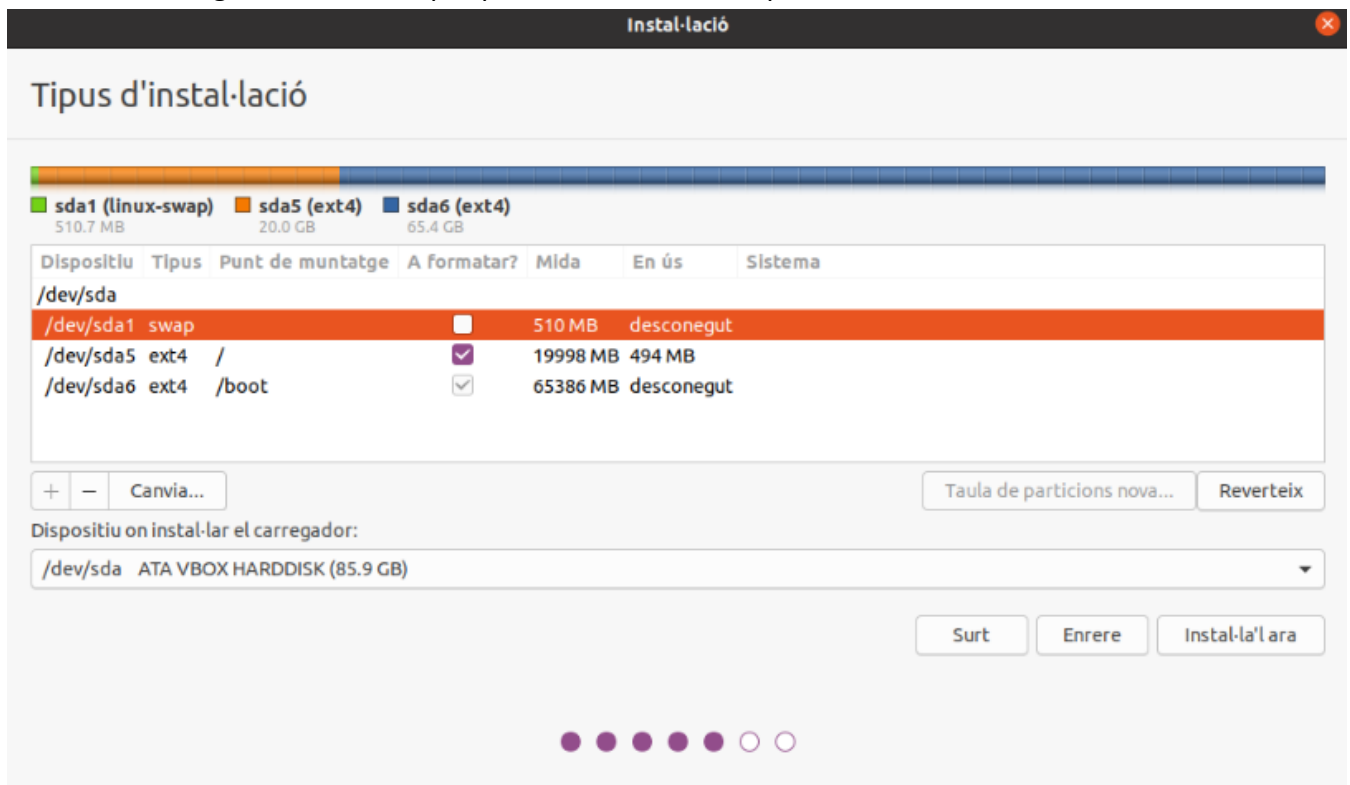 Instal·lació
Tipus d'instal·lació
sda1 (linux-swap) sda5 (ext4) sda6 (ext4)
510.7 MB 20.0 GB 65.4 GB
Dispositiu Tipus Punt de muntatge A formatar? Mida En ús Sistema
/dev/sda
/dev/sda1 swap 510 MB desconegut
/dev/sda5 ext4 / 19998 MB 494 MB
/dev/sda6 ext4 /boot 65386 MB desconegut
+ − Canvia... Taula de particions nova... Reverteix
Dispositiu on instal·lar el carregador:
/dev/sda ATA VBOX HARDDISK (85.9 GB)
Surt Enrere Instal·la'l ara